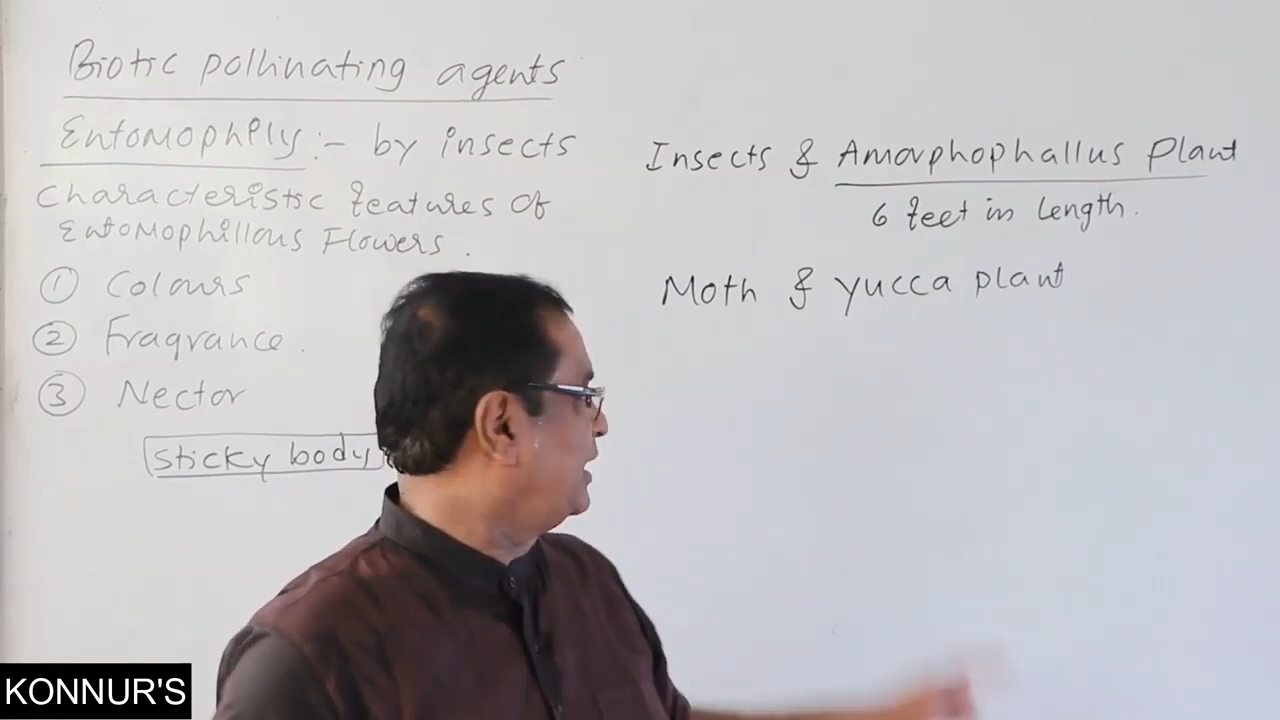 Biotic pollinating agents
Entomophily :- by insects
Characteristic features of
Entomophillous Flowers.
① Colours
② Fragrance.
③ Nector
sticky body
Insects & Amorphophallus Plant
6 feet in length.
Moth & yucca plant
KONNUR'S